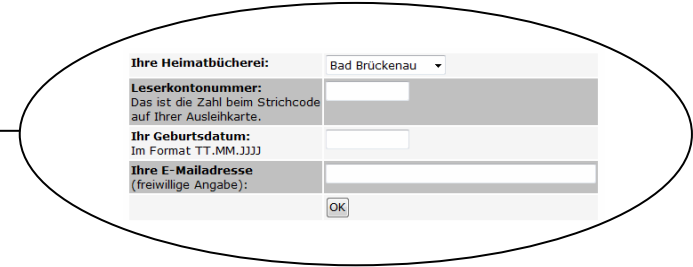 Ihre Heimatbücherei:
Bad Brückenau
Leserkontonummer:
Das ist die Zahl beim Strichcode
auf Ihrer Ausleihkarte.
Ihr Geburtsdatum:
Im Format TT.MM.JJJJ
Ihre E-Mailadresse
(freiwillige Angabe):
OK